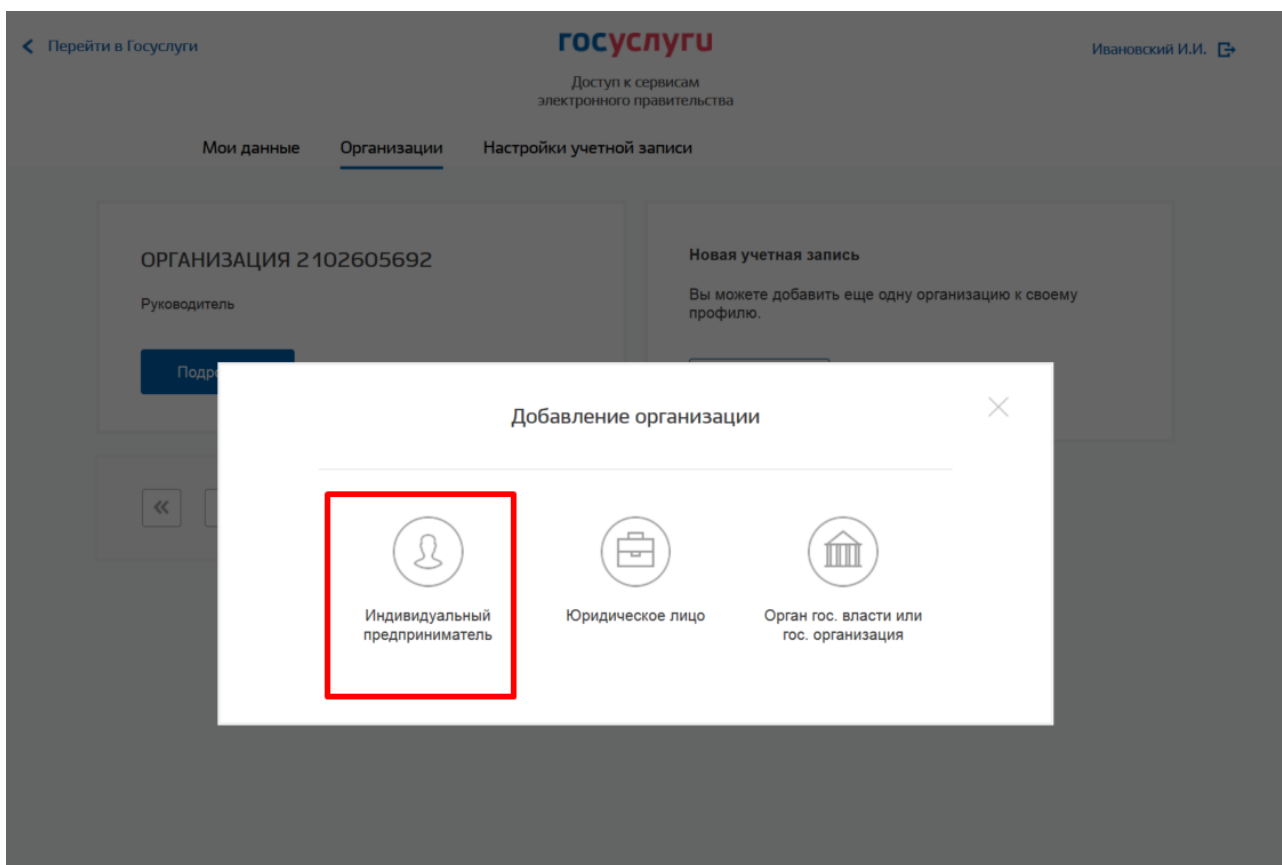 Перейти в Госуслуги
госуслуги
Ивановский И.И.
Доступ к сервисам
электронного правительства
Мои данные Организации Настройки учетной записи
ОРГАНИЗАЦИЯ 2102605692
Руководитель
Новая учетная запись
Вы можете добавить еще одну организацию к своему
профилю.
Добавление организации
Индивидуальный
предприниматель
Юридическое лицо
Орган гос. власти или
гос. организация